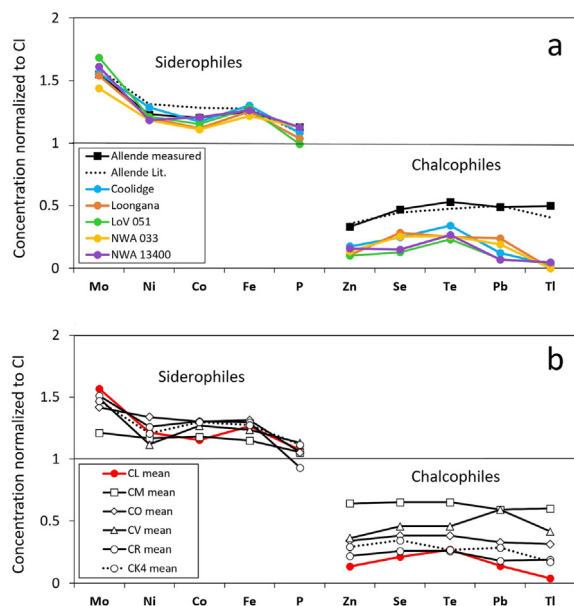 a
Concentration normalized to CI
2
1.5
1
0.5
0
Siderophiles
Chalcophiles
Allende measured
Allende Lit.
Coolidge
Loongana
LoV 051
NWA 033
NWA 13400
Mo Ni Co Fe P Zn Se Te Pb Tl
b
Concentration normalized to CI
2
1.5
1
0.5
0
Siderophiles
Chalcophiles
CL mean
CM mean
CO mean
CV mean
CR mean
CK4 mean
Mo Ni Co Fe P Zn Se Te Pb Tl